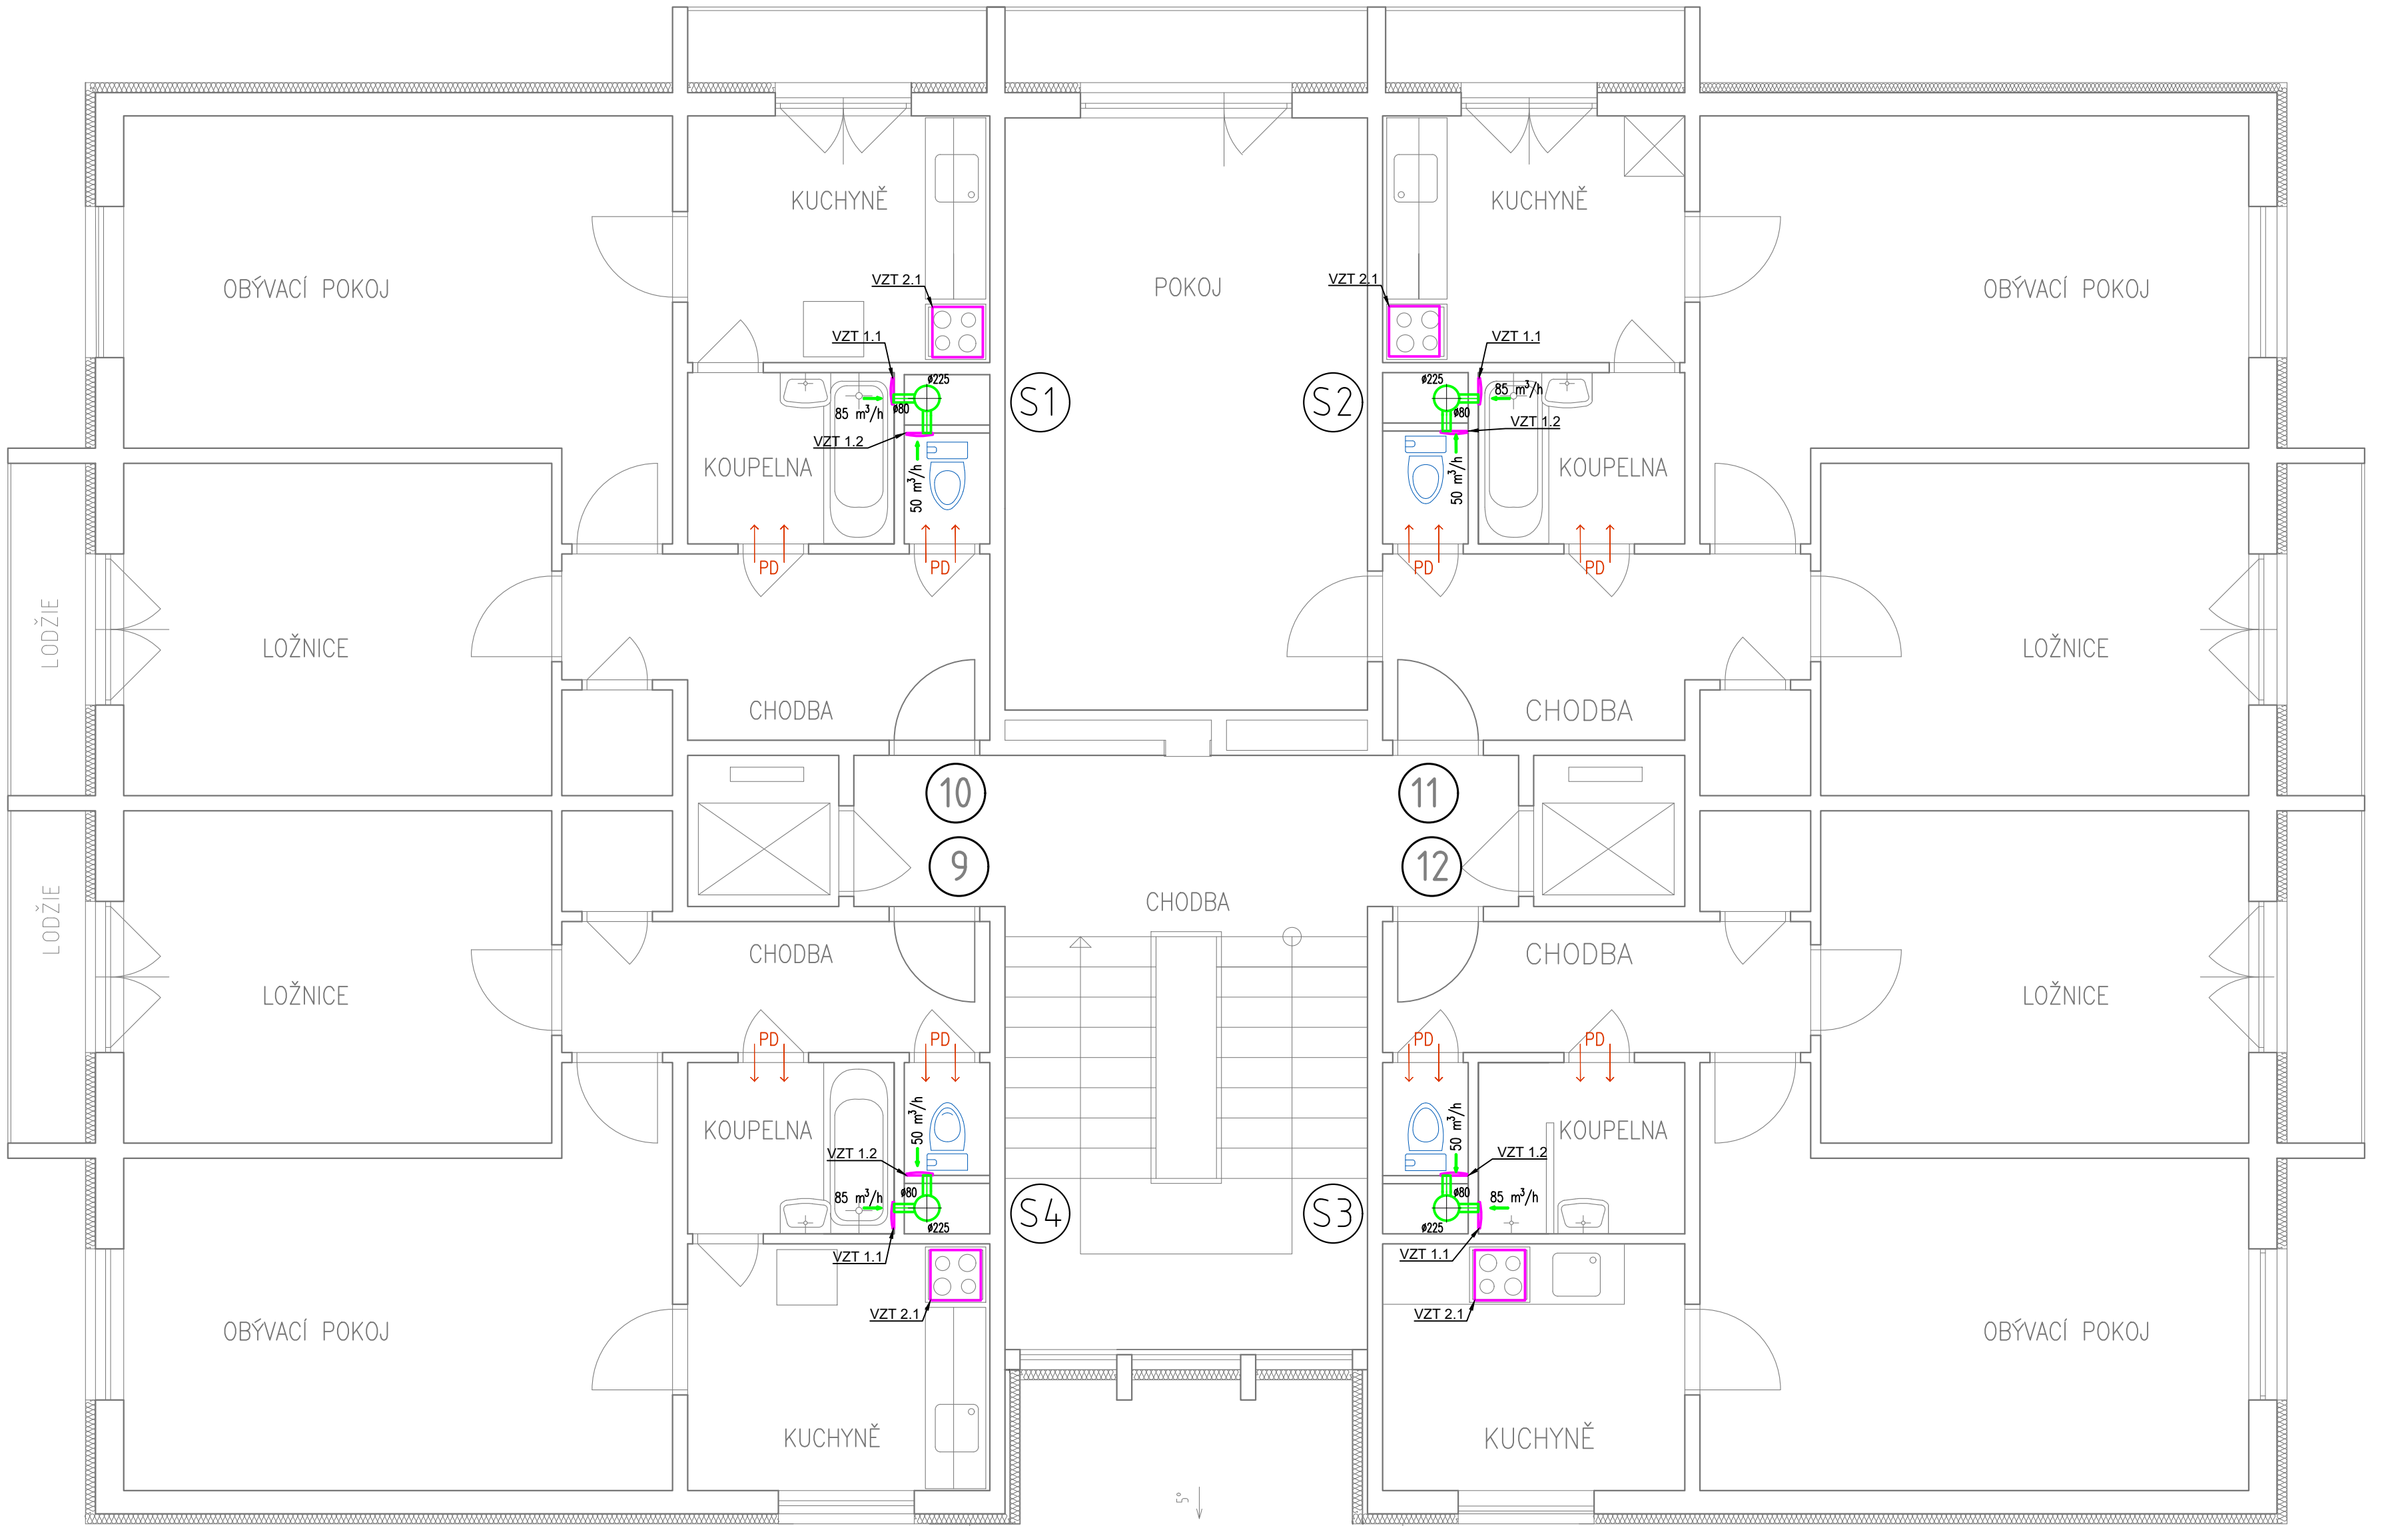 KUCHYNĚ
KUCHYNĚ
OBÝVACÍ POKOJ
VZT 2.1
POKOJ
VZT 2.1
OBÝVACÍ POKOJ
VZT 1.1
VZT 1.1
ø225
S1
S2
ø225
85 m³/h
ø80
ø80
85 m³/h
VZT 1.2
VZT 1.2
KOUPELNA
50 m³/h
50 m³/h
KOUPELNA
PD
PD
PD
PD
LODŽIE
LOŽNICE
LOŽNICE
CHODBA
CHODBA
10
11
9
12
CHODBA
LODŽIE
CHODBA
CHODBA
LOŽNICE
LOŽNICE
PD
PD
PD
PD
KOUPELNA
50 m³/h
50 m³/h
KOUPELNA
VZT 1.2
VZT 1.2
85 m³/h
ø80
ø80
85 m³/h
ø225
S4
S3
ø225
VZT 1.1
VZT 1.1
VZT 2.1
VZT 2.1
OBÝVACÍ POKOJ
OBÝVACÍ POKOJ
KUCHYNĚ
KUCHYNĚ
5°